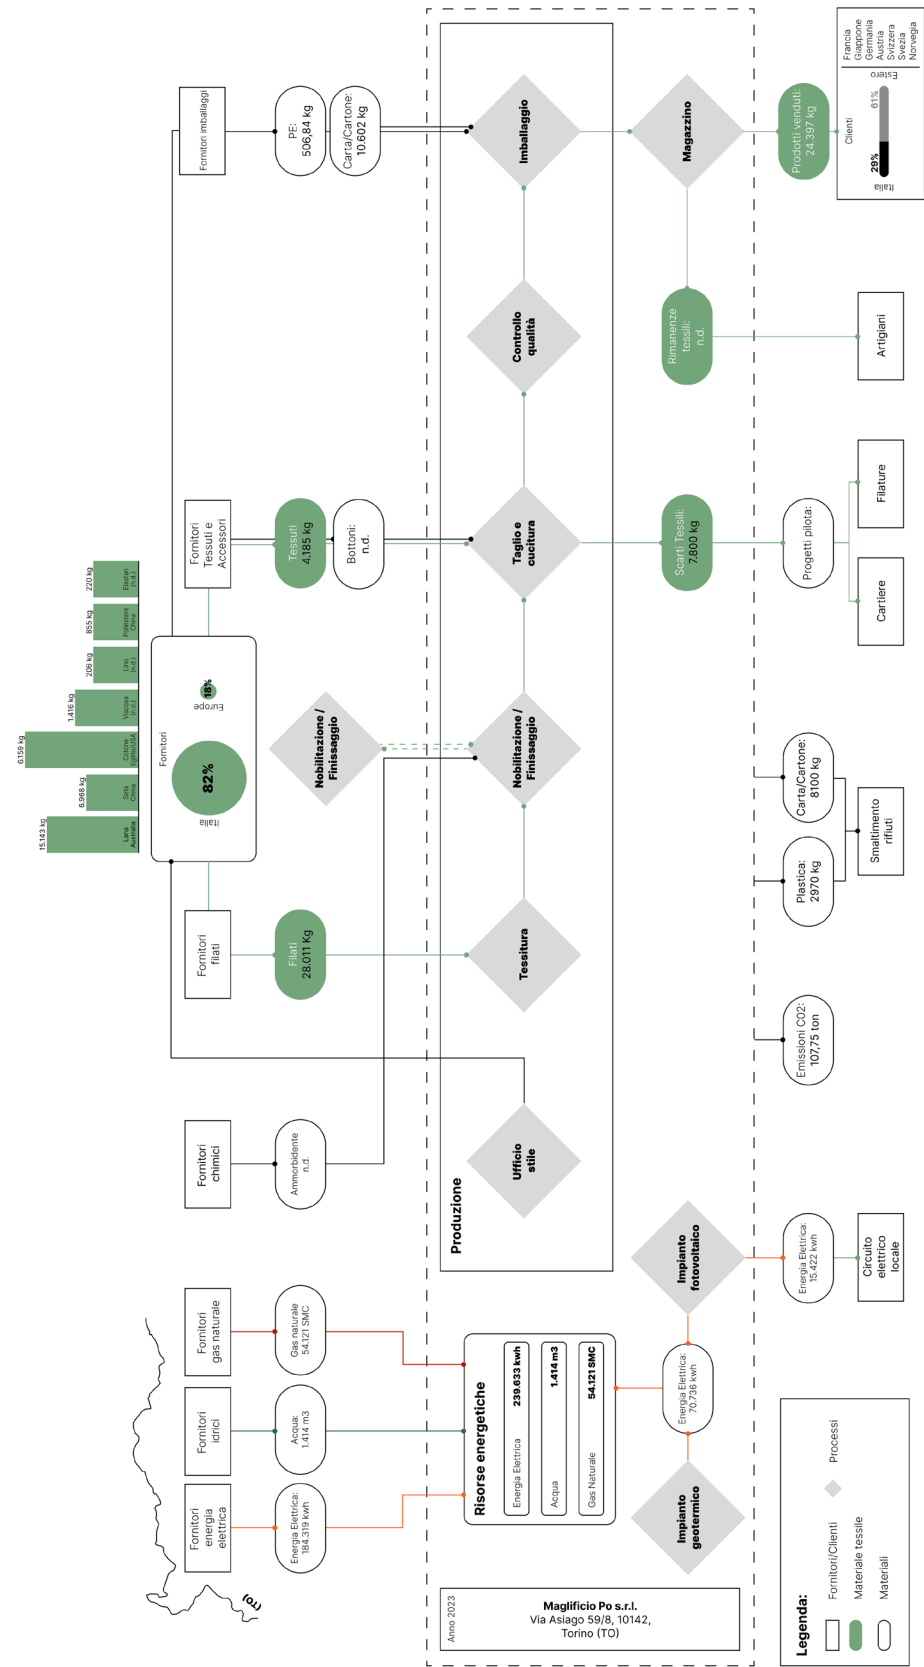 (TO)
Fornitori
energia
elettrica
Energia Elettrica:
184.319 kwh
Fornitori
idrici
Acqua:
1.414 m3
Fornitori
gas naturale
Gas naturale
54.121 SMC
Fornitori
chimici
Ammorbidente
n.d.
Fornitori
filati
Filati
28.011 Kg
15.143 kg
Lana
Australia
6.968 kg
Seta
China
6.159 kg
Cotone
Egitto/USA
1.416 kg
Viscosa
(n.d.)
206 kg
Lino
(n.d.)
855 kg
Poliestere
China
220 kg
Elastan
(n.d.)
Fornitori
Italia
82%
Europe
18%
Fornitori
Tessuti e
Accessori
Tessuti
4.185 kg
Bottoni:
n.d.
Fornitori imballaggi
PE:
506,84 kg
Carta/Cartone:
10.602 kg
Nobilitazione /
Finissaggio
Anno 2023
Maglificio Po s.r.l.
Via Asiago 59/8, 10142,
Torino (TO)
Risorse energetiche
Energia Elettrica
239.633 kwh
Acqua
1.414 m3
Gas Naturale
54.121 SMC
Impianto
geotermico
Energia Elettrica:
70.736 kwh
Impianto
fotovoltaico
Produzione
Ufficio
stile
Tessitura
Nobilitazione /
Finissaggio
Taglio e
cucitura
Controllo
qualità
Imballaggio
Magazzino
Rimanenze
tessili:
n.d.
Scarti Tessili:
7.800 kg
Legenda:
Fornitori/Clienti
Processi
Materiale tessile
Materiali
Energia Elettrica:
15.422 kwh
Circuito
elettrico
locale
Emissioni C02:
107,75 ton
Plastica:
2970 kg
Carta/Cartone:
8100 kg
Smaltimento
rifiuti
Progetti pilota:
Cartiere
Filature
Artigiani
Prodotti venduti:
24.397 kg
Clienti
Italia
29%
61%
Estero
Francia
Giappone
Germania
Austria
Svizzera
Svezia
Norvegia